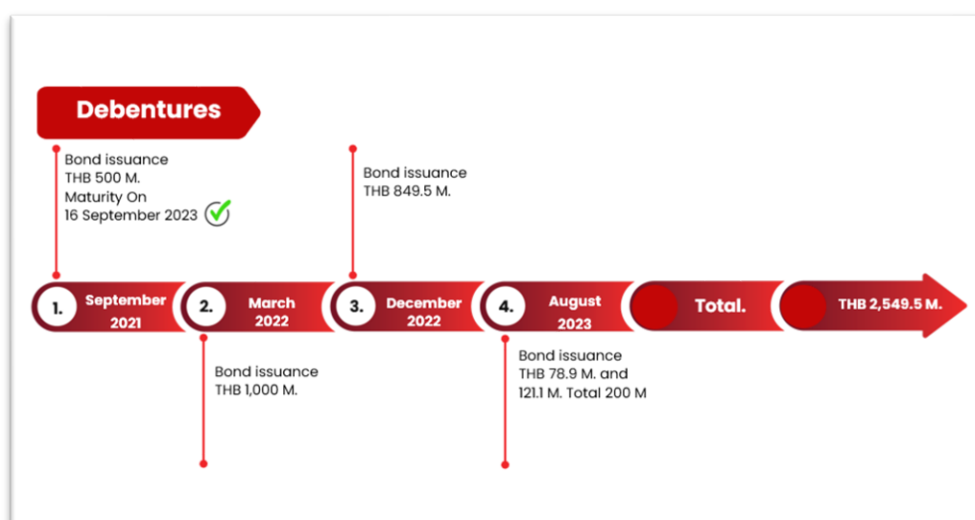 Debentures
Bond issuance
THB 500 M.
Maturity On
16 September 2023
Bond issuance
THB 849.5 M.
1.
September
2021
2.
March
2022
3.
December
2022
4.
August
2023
Total.
THB 2,549.5 M.
Bond issuance
THB 1,000 M.
Bond issuance
THB 78.9 M. and
121.1 M. Total 200 M